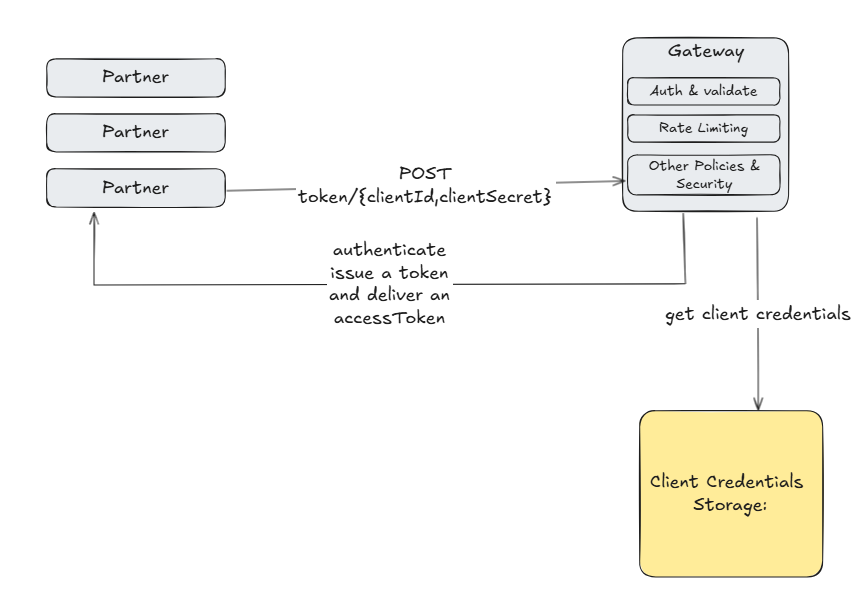 Gateway
Partner
Auth & validate
Partner
Rate Limiting
Partner
Other Policies &
Security
POST
token/{clientId,clientSecret}
authenticate
issue a token
and deliver an
accessToken
get client credentials
Client Credentials
Storage: